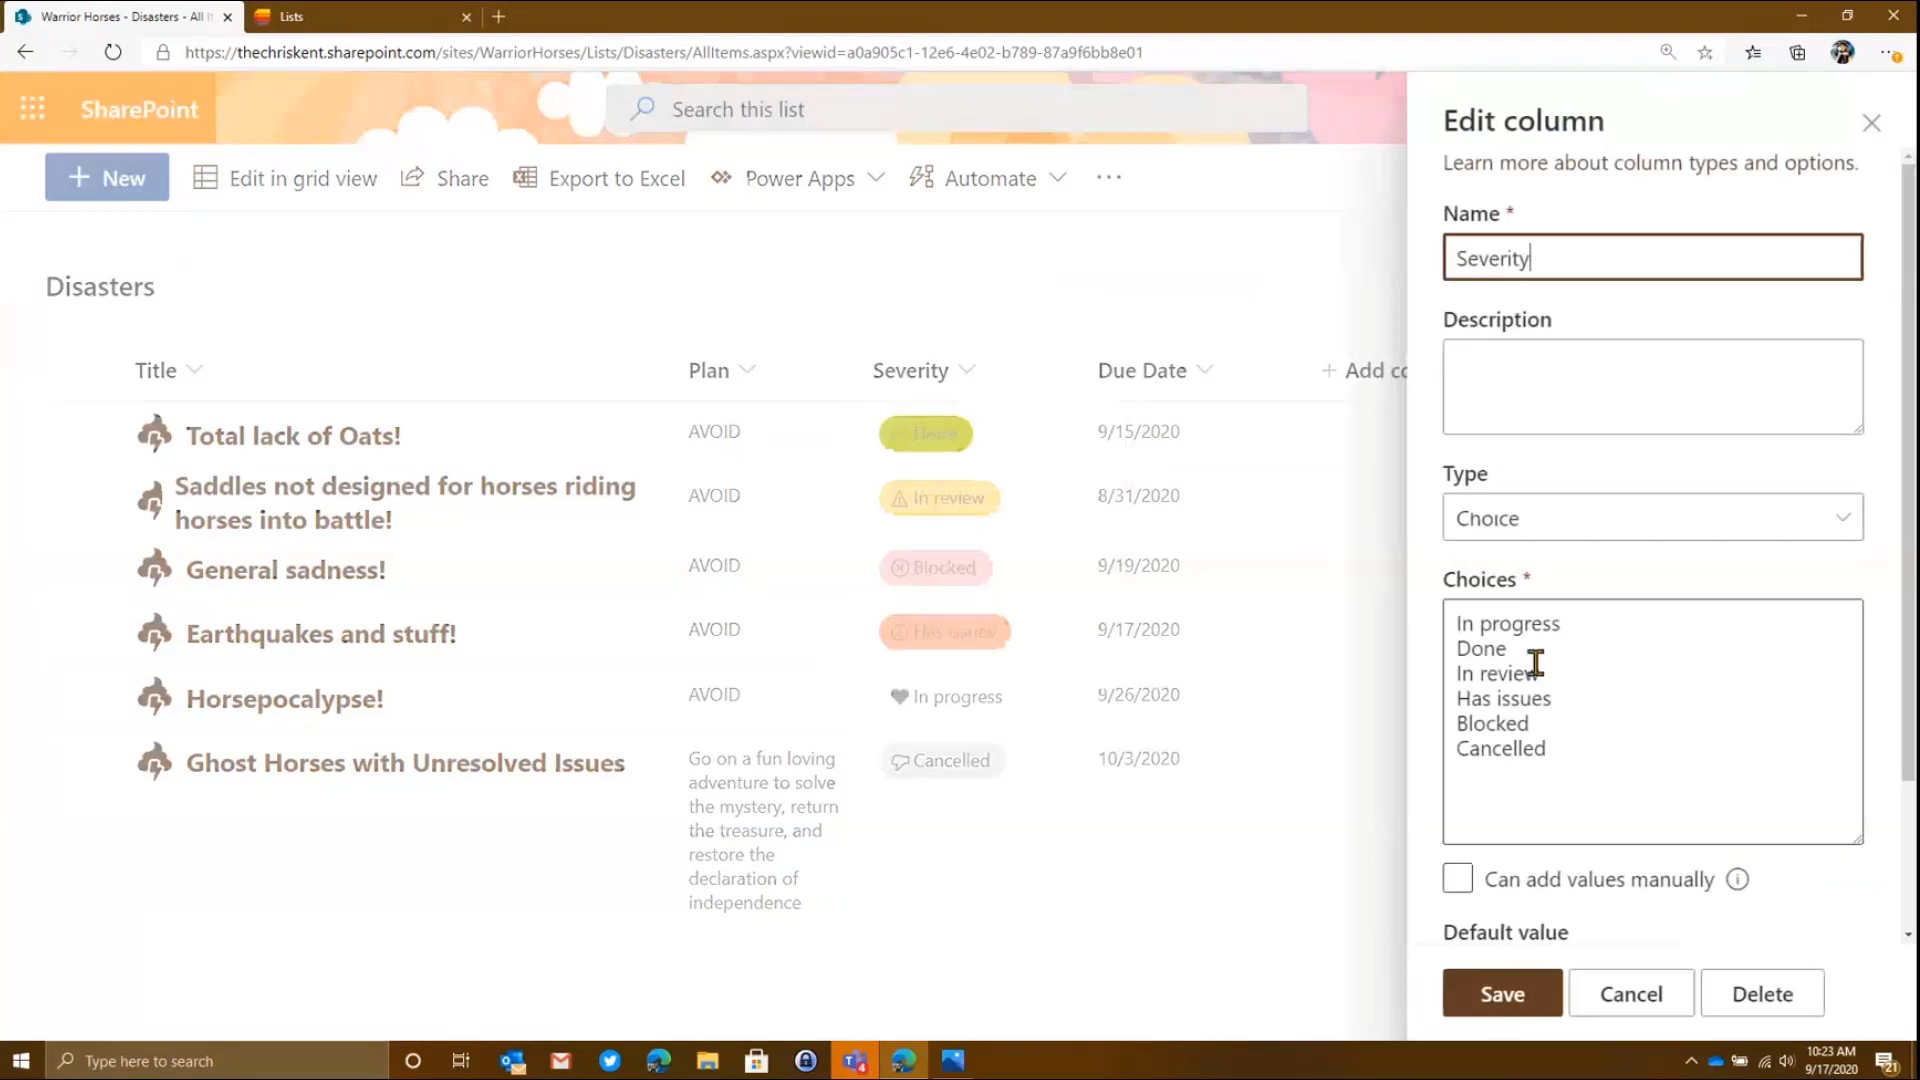 Warrior Horses - Disasters - All I
Lists
https://thechriskent.sharepoint.com/sites/WarriorHorses/Lists/Disasters/AllItems.aspx?viewid=a0a905c1-12e6-4e02-b789-87a9f6bb8e01
SharePoint
Search this list
New
Edit in grid view
Share
Export to Excel
Power Apps
Automate
Disasters
Title
Plan
Severity
Due Date
+ Add co
Total lack of Oats!
AVOID
Done
9/15/2020
Saddles not designed for horses riding
horses into battle!
AVOID
In review
8/31/2020
General sadness!
AVOID
Blocked
9/19/2020
Earthquakes and stuff!
AVOID
Has issues
9/17/2020
Horsepocalypse!
AVOID
In progress
9/26/2020
Ghost Horses with Unresolved Issues
Go on a fun loving
adventure to solve
the mystery, return
the treasure, and
restore the
declaration of
independence
Cancelled
10/3/2020
Edit column
Learn more about column types and options.
Name *
Severity
Description
Type
Choice
Choices *
In progress
Done
In review
Has issues
Blocked
Cancelled
Can add values manually
Default value
Save
Cancel
Delete
Type here to search
4
10:23 AM
9/17/2020
21